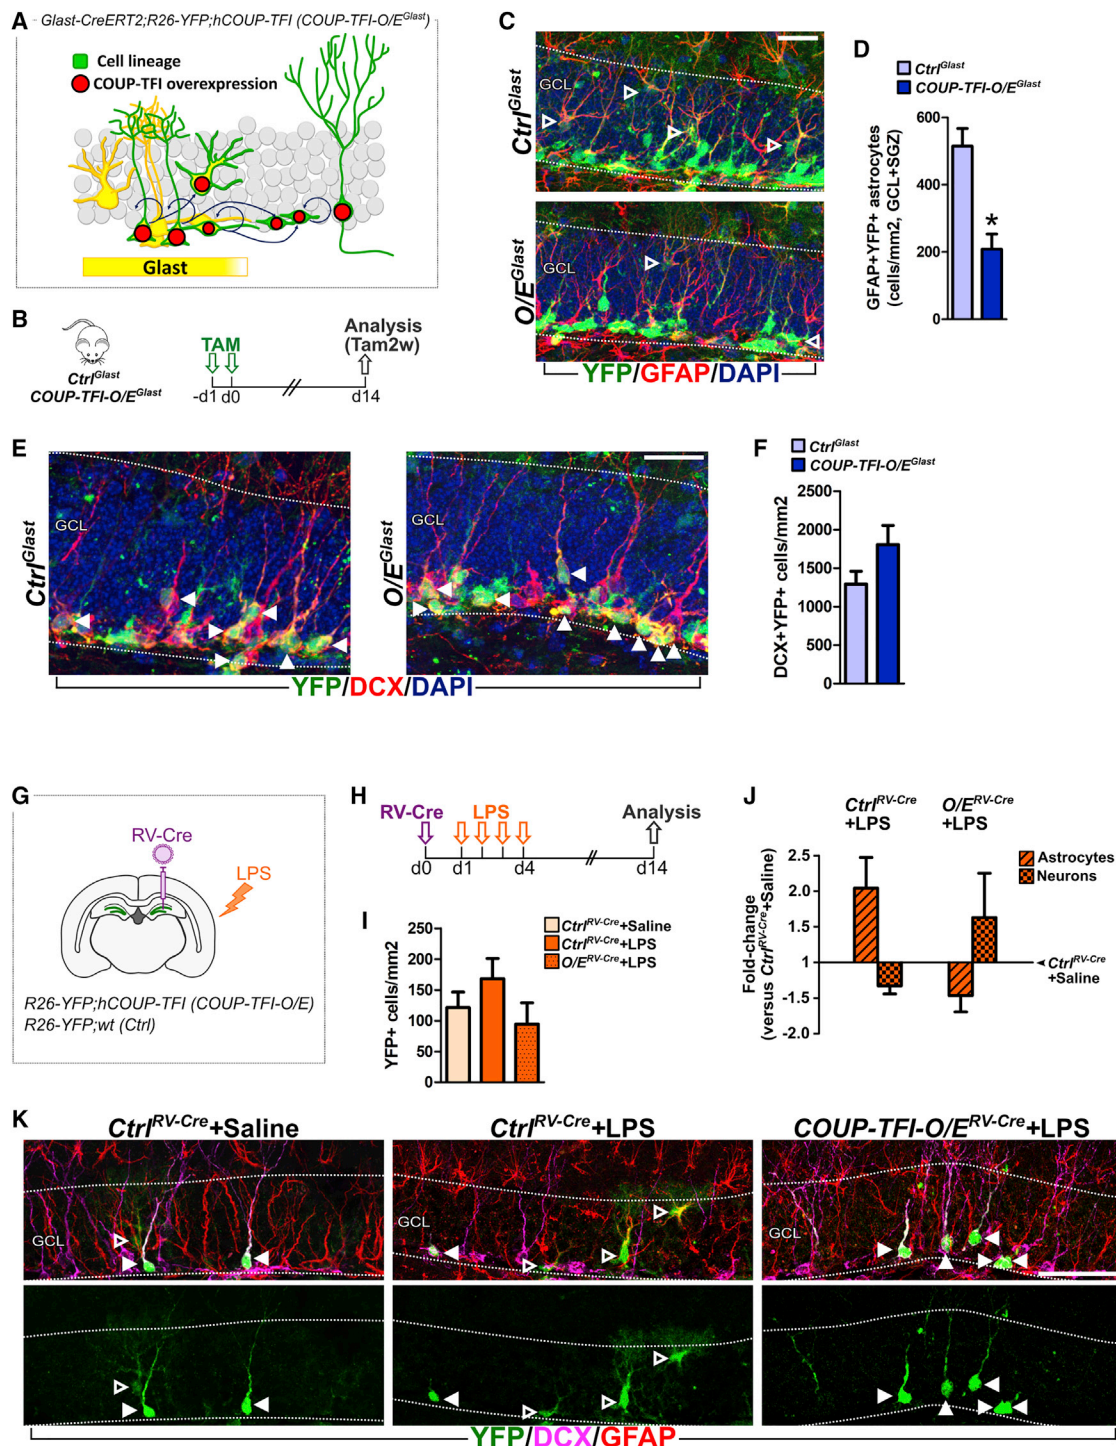 A
Glast-CreERT2;R26-YFP;hCOUP-TFI (COUP-TFI-O/E^Glast)
Cell lineage
COUP-TFI overexpression
Glast
B
Ctrl^Glast
COUP-TFI-O/E^Glast
TAM
-d1 d0
Analysis
(Tam2w)
d14
C
Ctrl^Glast
GCL
O/E^Glast
GCL
YFP/GFAP/DAPI
D
Ctrl^Glast
COUP-TFI-O/E^Glast
GFAP+YFP+ astrocytes
(cells/mm2, GCL+SGZ)
600
400
200
0
*
E
Ctrl^Glast
GCL
O/E^Glast
GCL
YFP/DCX/DAPI
F
Ctrl^Glast
COUP-TFI-O/E^Glast
DCX+YFP+ cells/mm2
2500
2000
1500
1000
500
0
G
RV-Cre
LPS
R26-YFP;hCOUP-TFI (COUP-TFI-O/E)
R26-YFP;wt (Ctrl)
H
RV-Cre
LPS
Analysis
d0 d1 d4 d14
I
Ctrl^RV-Cre+Saline
Ctrl^RV-Cre+LPS
O/E^RV-Cre+LPS
YFP+ cells/mm2
250
200
150
100
50
0
J
Ctrl^RV-Cre
+LPS
O/E^RV-Cre
+LPS
Astrocytes
Neurons
Fold-change
(versus Ctrl^RV-Cre+Saline)
2.5
2.0
1.5
1
-1.5
-2.0
Ctrl^RV-Cre
+Saline
K
Ctrl^RV-Cre+Saline
Ctrl^RV-Cre+LPS
COUP-TFI-O/E^RV-Cre+LPS
GCL
GCL
GCL
YFP/DCX/GFAP